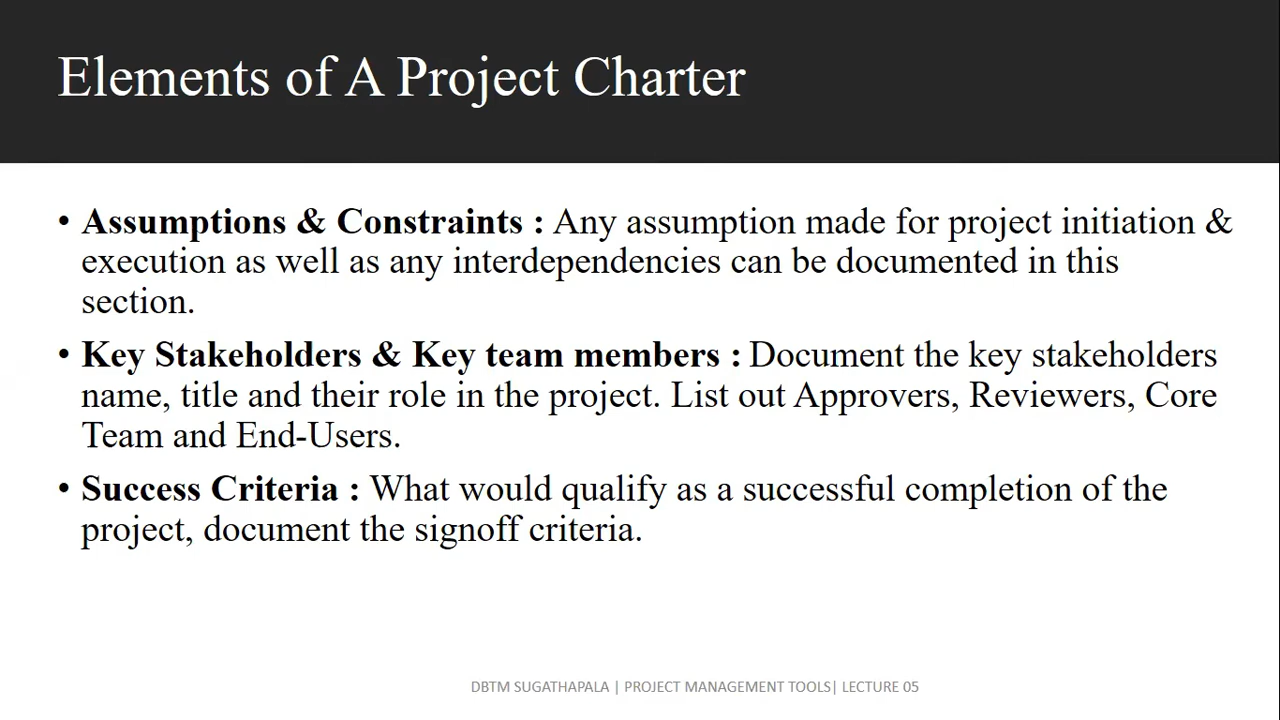 Elements of A Project Charter
• Assumptions & Constraints : Any assumption made for project initiation &
execution as well as any interdependencies can be documented in this
section.
• Key Stakeholders & Key team members : Document the key stakeholders
name, title and their role in the project. List out Approvers, Reviewers, Core
Team and End-Users.
• Success Criteria : What would qualify as a successful completion of the
project, document the signoff criteria.
DBTM SUGATHAPALA | PROJECT MANAGEMENT TOOLS| LECTURE 05